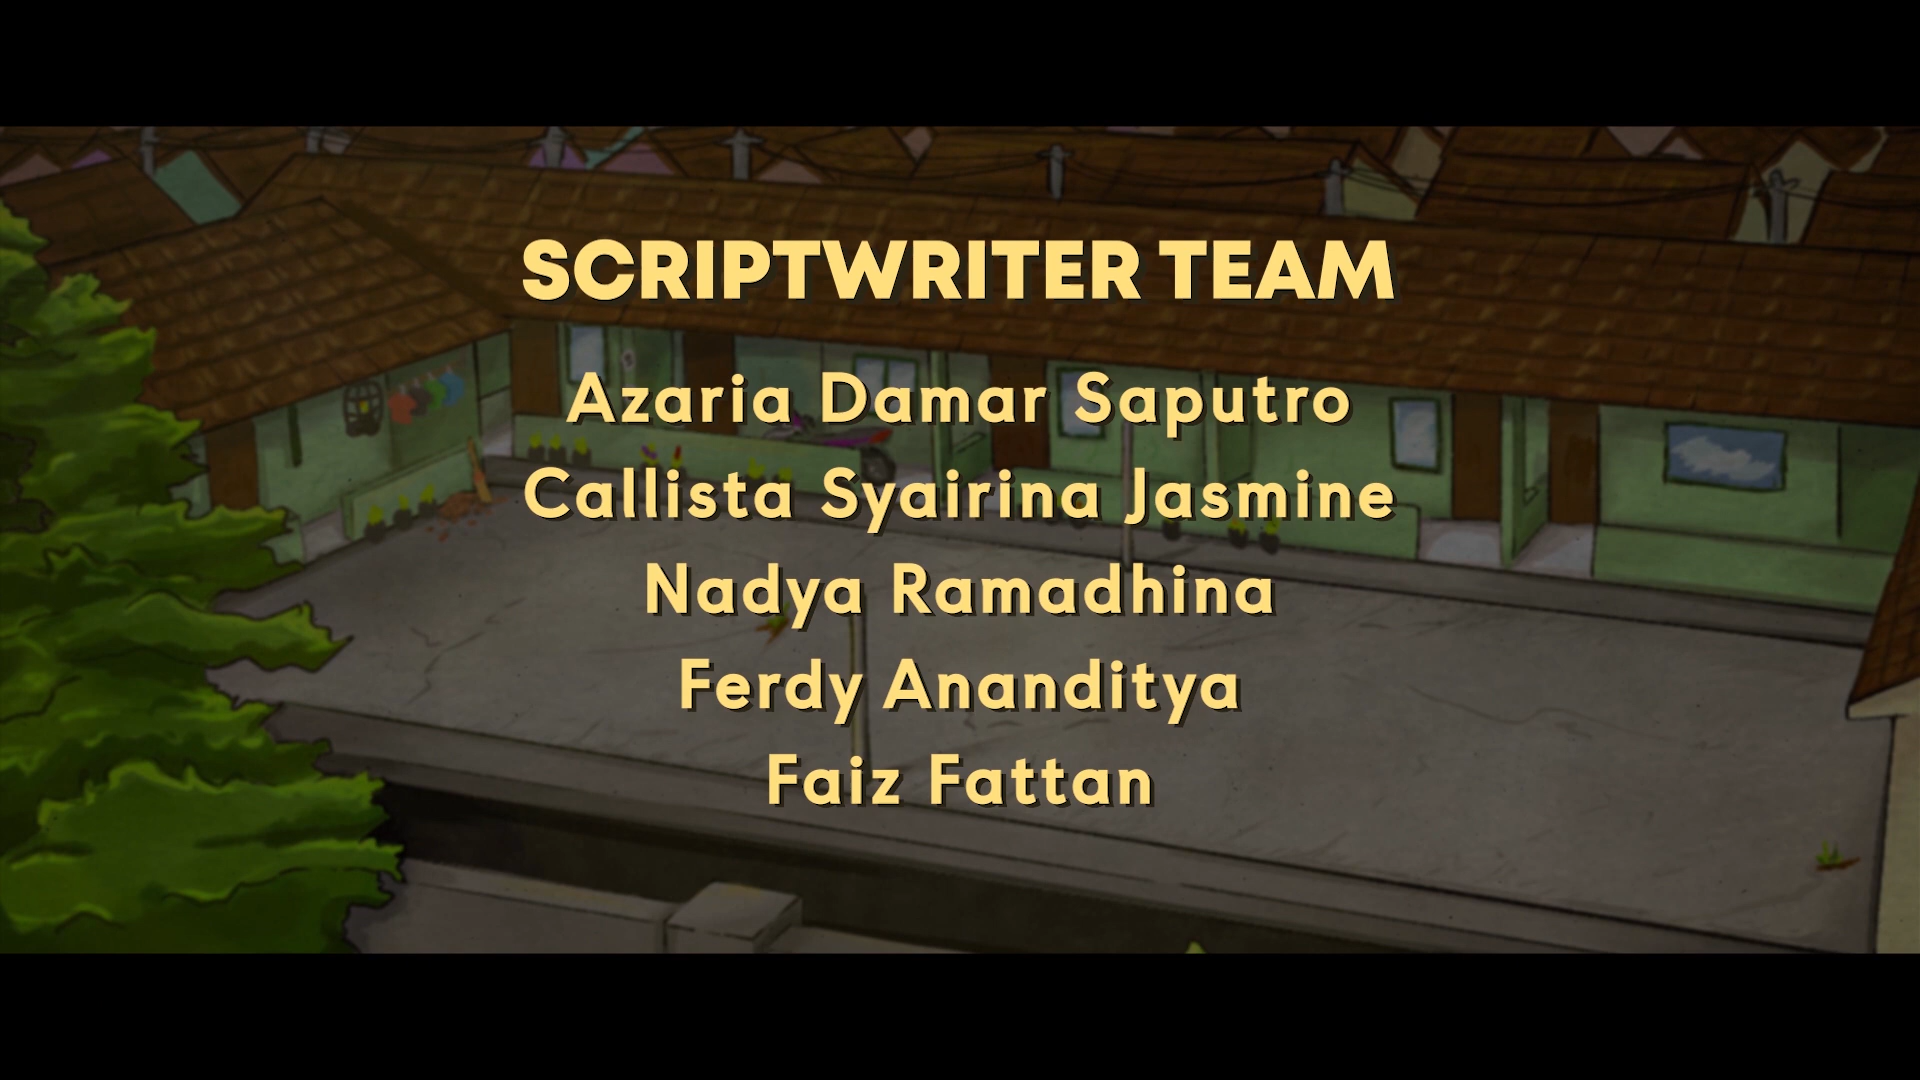 SCRIPTWRITER TEAM
Azaria Damar Saputro
Callista Syairina Jasmine
Nadya Ramadhina
Ferdy Ananditya
Faiz Fattan